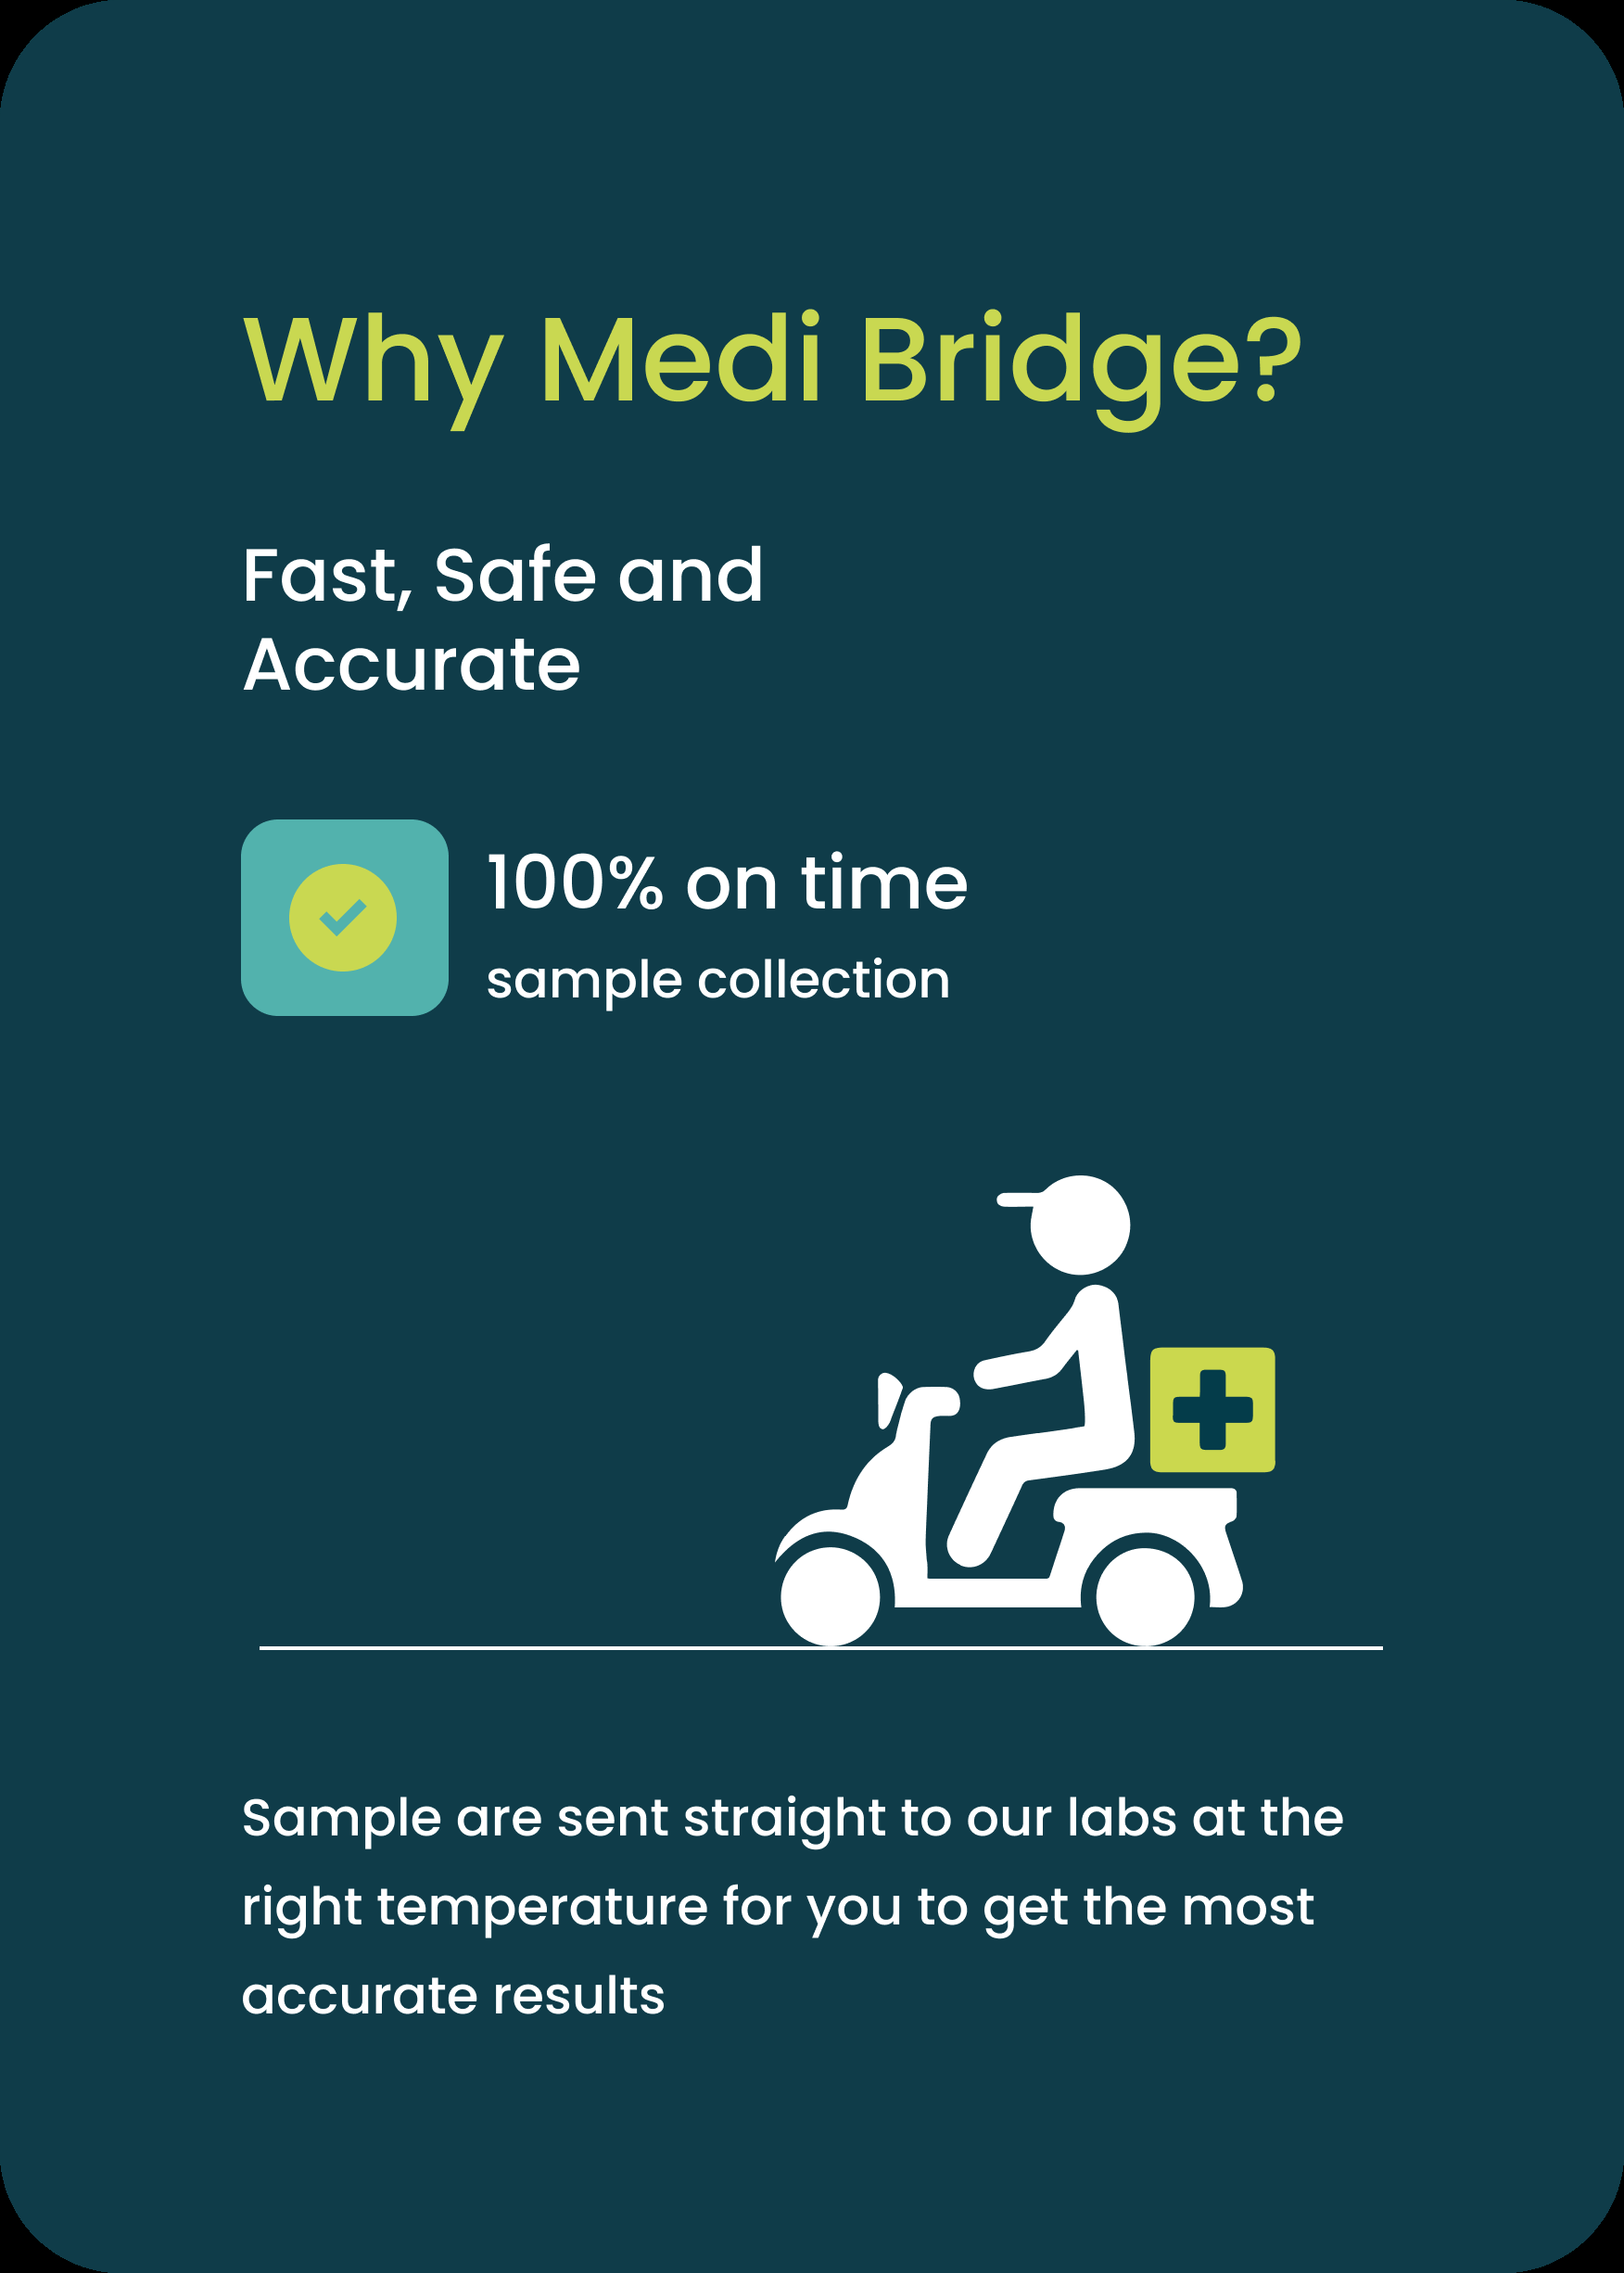 Why Medi Bridge?
Fast, Safe and
Accurate
100% on time
sample collection
Sample are sent straight to our labs at the
right temperature for you to get the most
accurate results